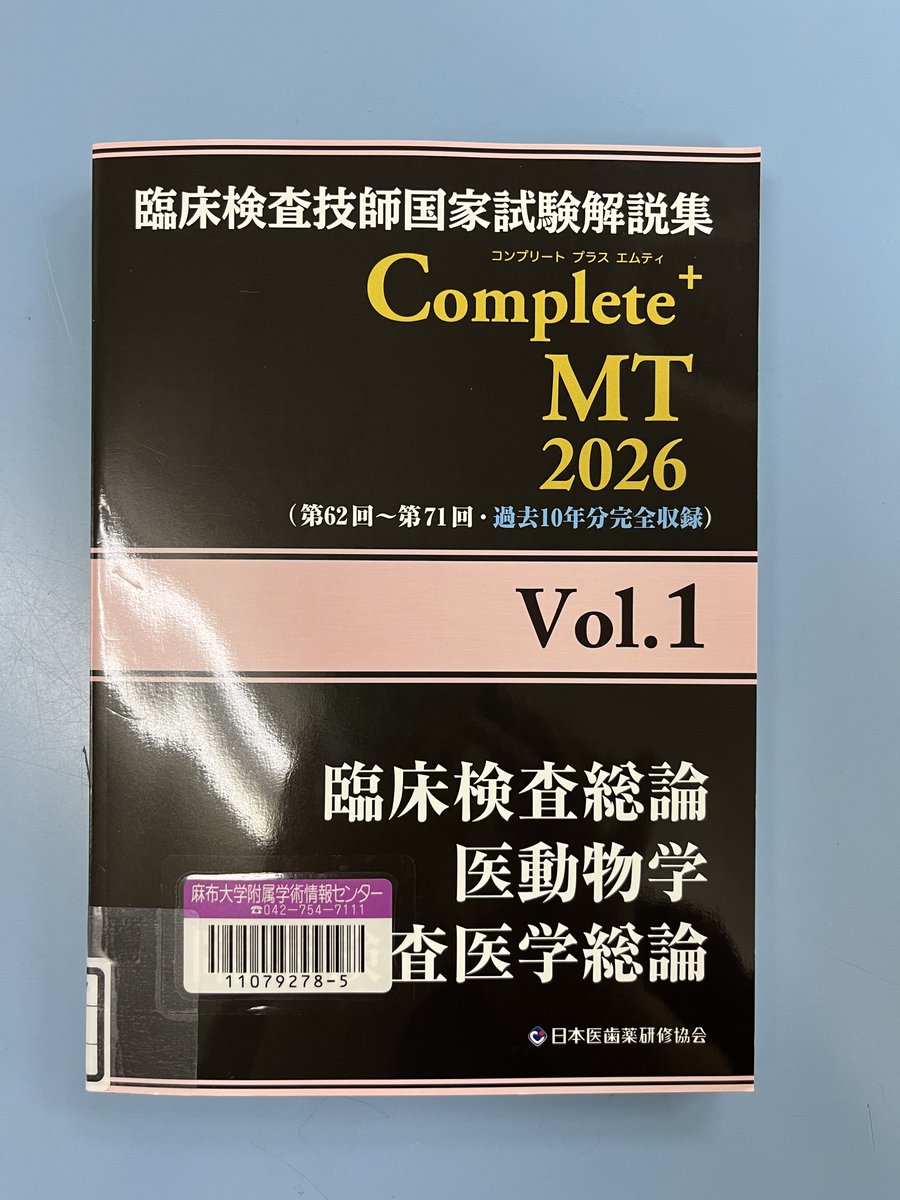 臨床検査技師国家試験解説集
コンプリート プラス エムティ
Complete+
MT
2026
(第62回〜第71回・過去10年分完全収録)
Vol.1
臨床検査総論
医動物学
査医学総論
麻布大学附属学術情報センター
☎042-754-7111
11079278-5
日本医歯薬研修協会